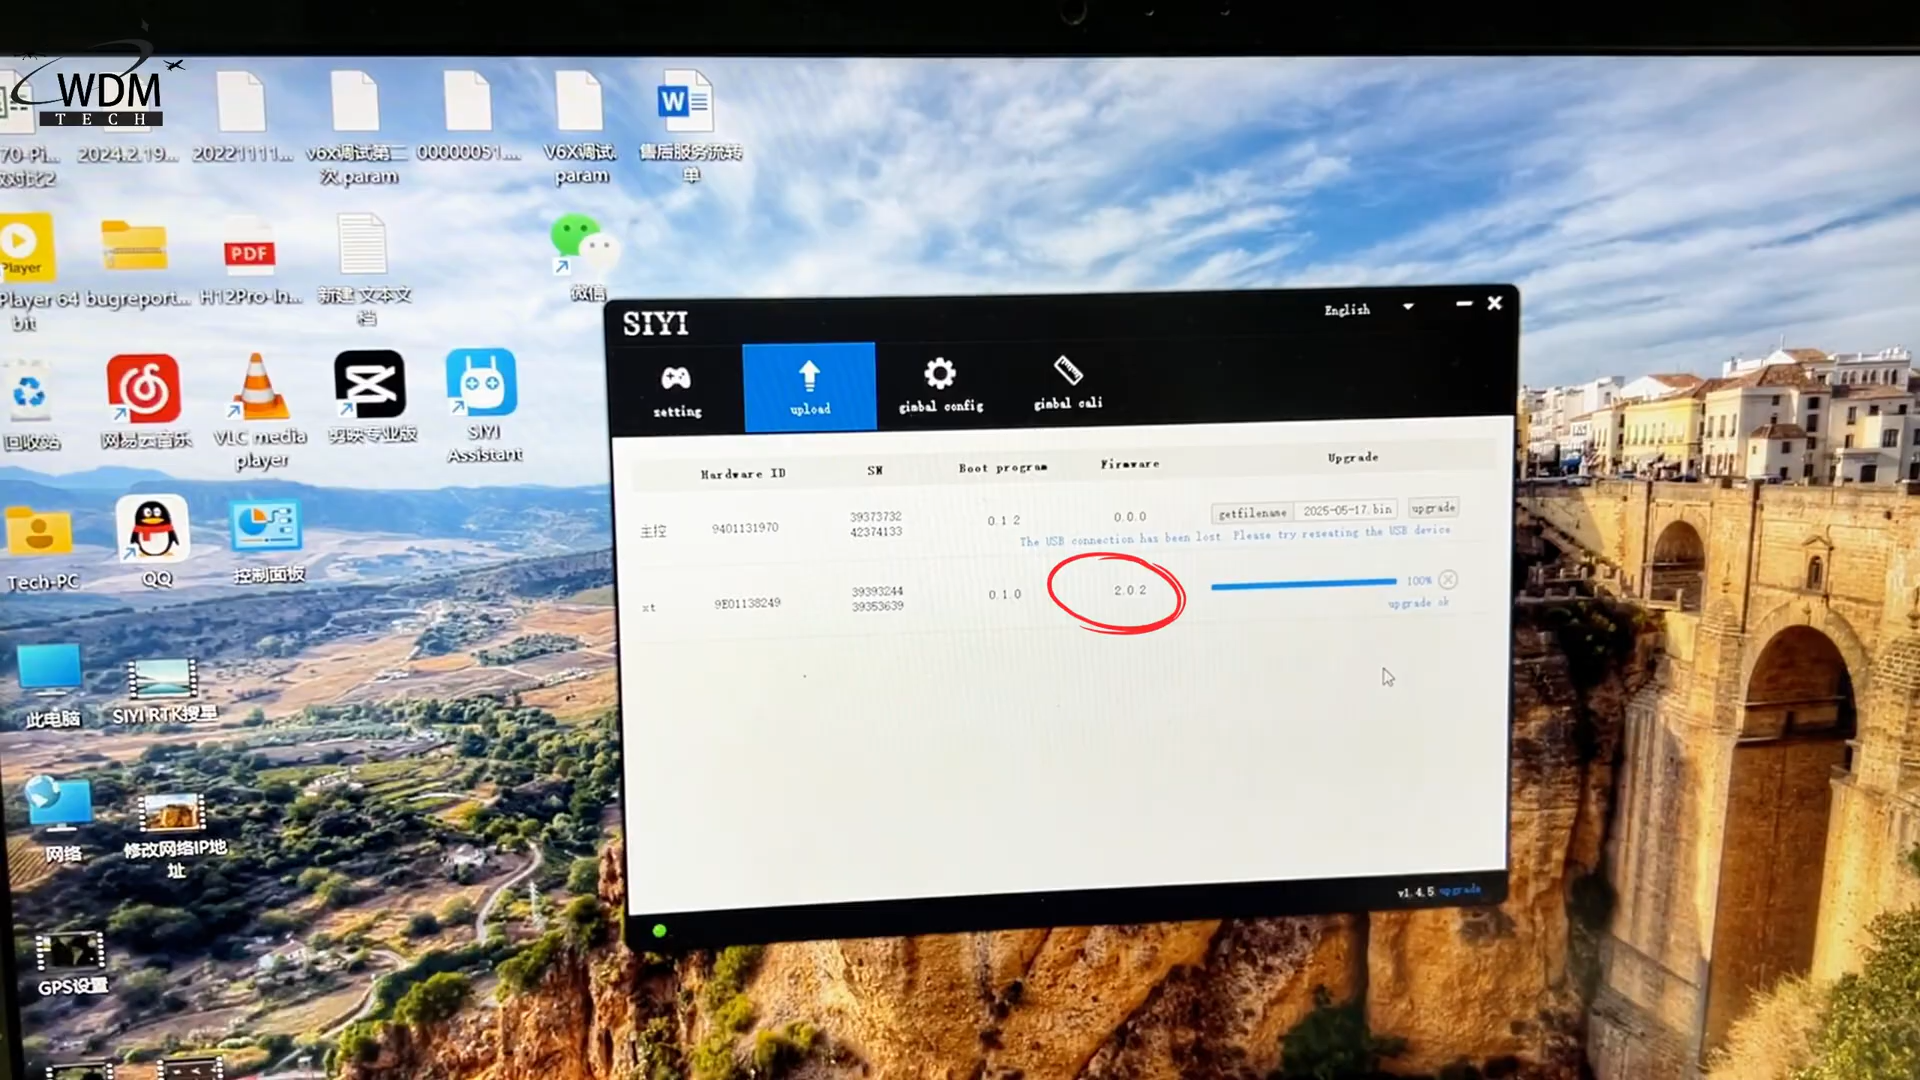 WDM
TECH
70-Pi...
对比2
2024.2.19...
20221111...
v6x调试第二
次.param
00000051....
V6X调试.
param
售后服务流转
单
W
Player
Player 64
bit
bugreport...
PDF
H12Pro-In...
新建 文本文
档
微信
回收站
网易云音乐
VLC media
player
剪映专业版
SIYI
Assistant
Tech-PC
QQ
控制面板
此电脑
SIYI RTK搜星
网络
修改网络IP地
址
GPS设置
SIYI
English
setting
upload
gimbal config
gimbal cali
Hardware ID
SN
Boot program
Firmware
Upgrade
主控
9401131970
39373732
42374133
0.1.2
0.0.0
getfilename
2025-05-17.bin
upgrade
The USB connection has been lost. Please try reseating the USB device
xt
9E01138249
39393244
39353639
0.1.0
2.0.2
100%
upgrade ok
v1.4.5 upgrade